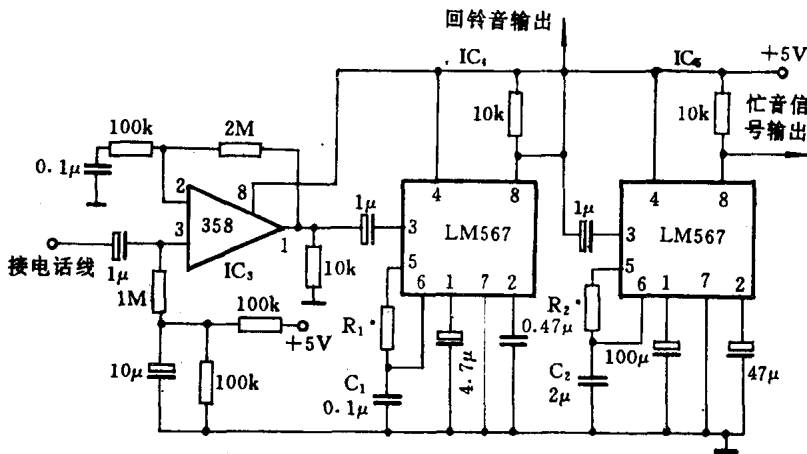 回铃音输出
IC₄
IC₅
+5V
10k
10k
忙音信
号输出
100k
2M
0.1μ
2
8
358
3
1
IC₃
接电话线
1μ
1M
100k
+5V
10μ
100k
10k
1μ
4
8
3
LM567
5
6
1
7
2
R₁*
C₁
0.1μ
4.7μ
0.47μ
1μ
4
8
3
LM567
5
6
1
7
2
R₂*
C₂
2μ
100μ
47μ